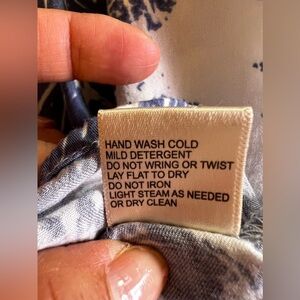 HAND WASH COLD
MILD DETERGENT
DO NOT WRING OR TWIST
LAY FLAT TO DRY
DO NOT IRON
LIGHT STEAM AS NEEDED
OR DRY CLEAN